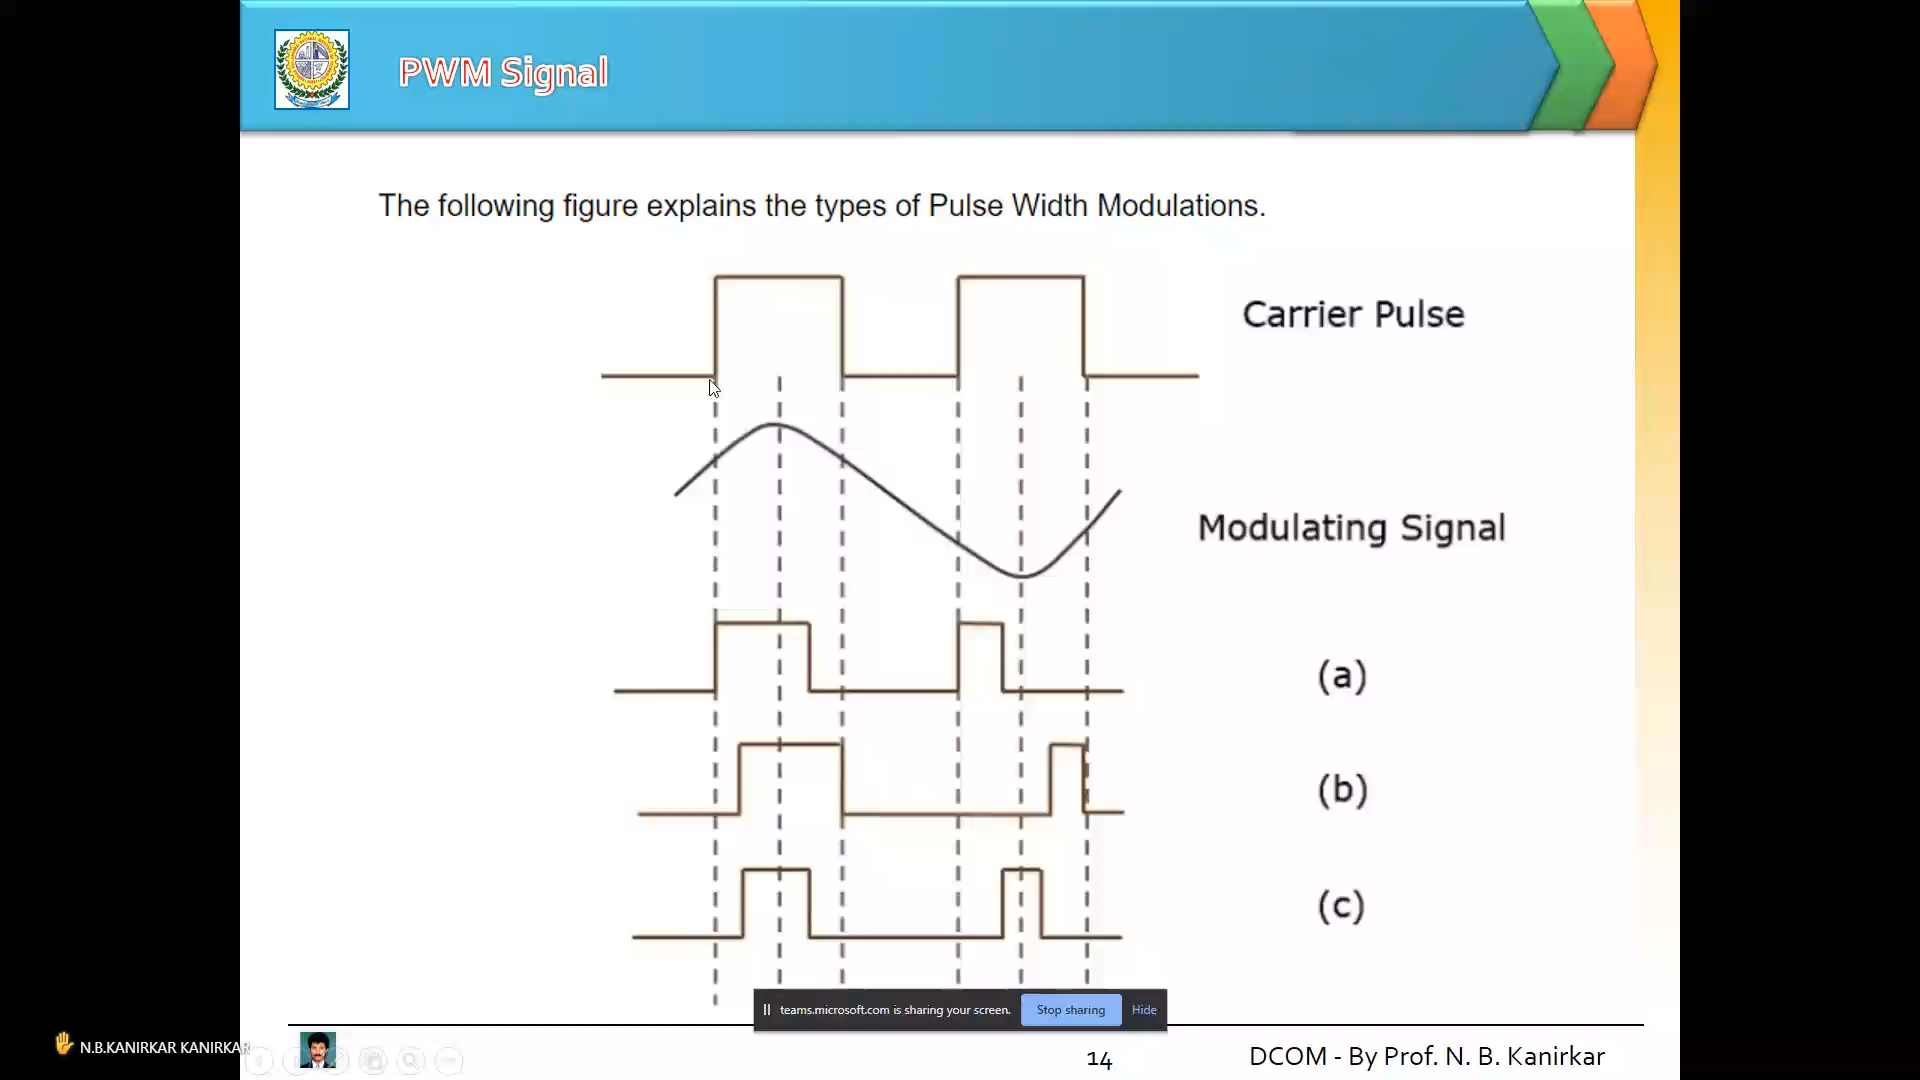 PWM Signal
The following figure explains the types of Pulse Width Modulations.
Carrier Pulse
Modulating Signal
(a)
(b)
(c)
teams.microsoft.com is sharing your screen.
Stop sharing
Hide
N.B.KANIRKAR KANIRKAR
14
DCOM - By Prof. N. B. Kanirkar